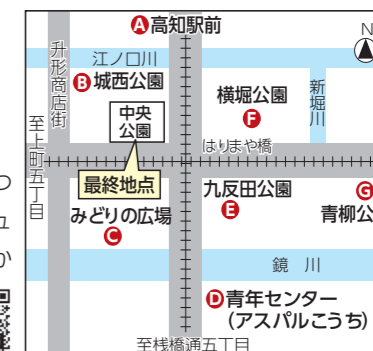 A高知駅前
N
江ノ口川
升形商店街
B城西公園
中央
公園
横堀公園
F
新堀川
至上町五丁目
はりまや橋
最終地点
みどりの広場
C
九反田公園
E
G
青柳公
つ
ュ
か
鏡川
D青年センター
(アスパルこうち)
至桟橋通五丁目